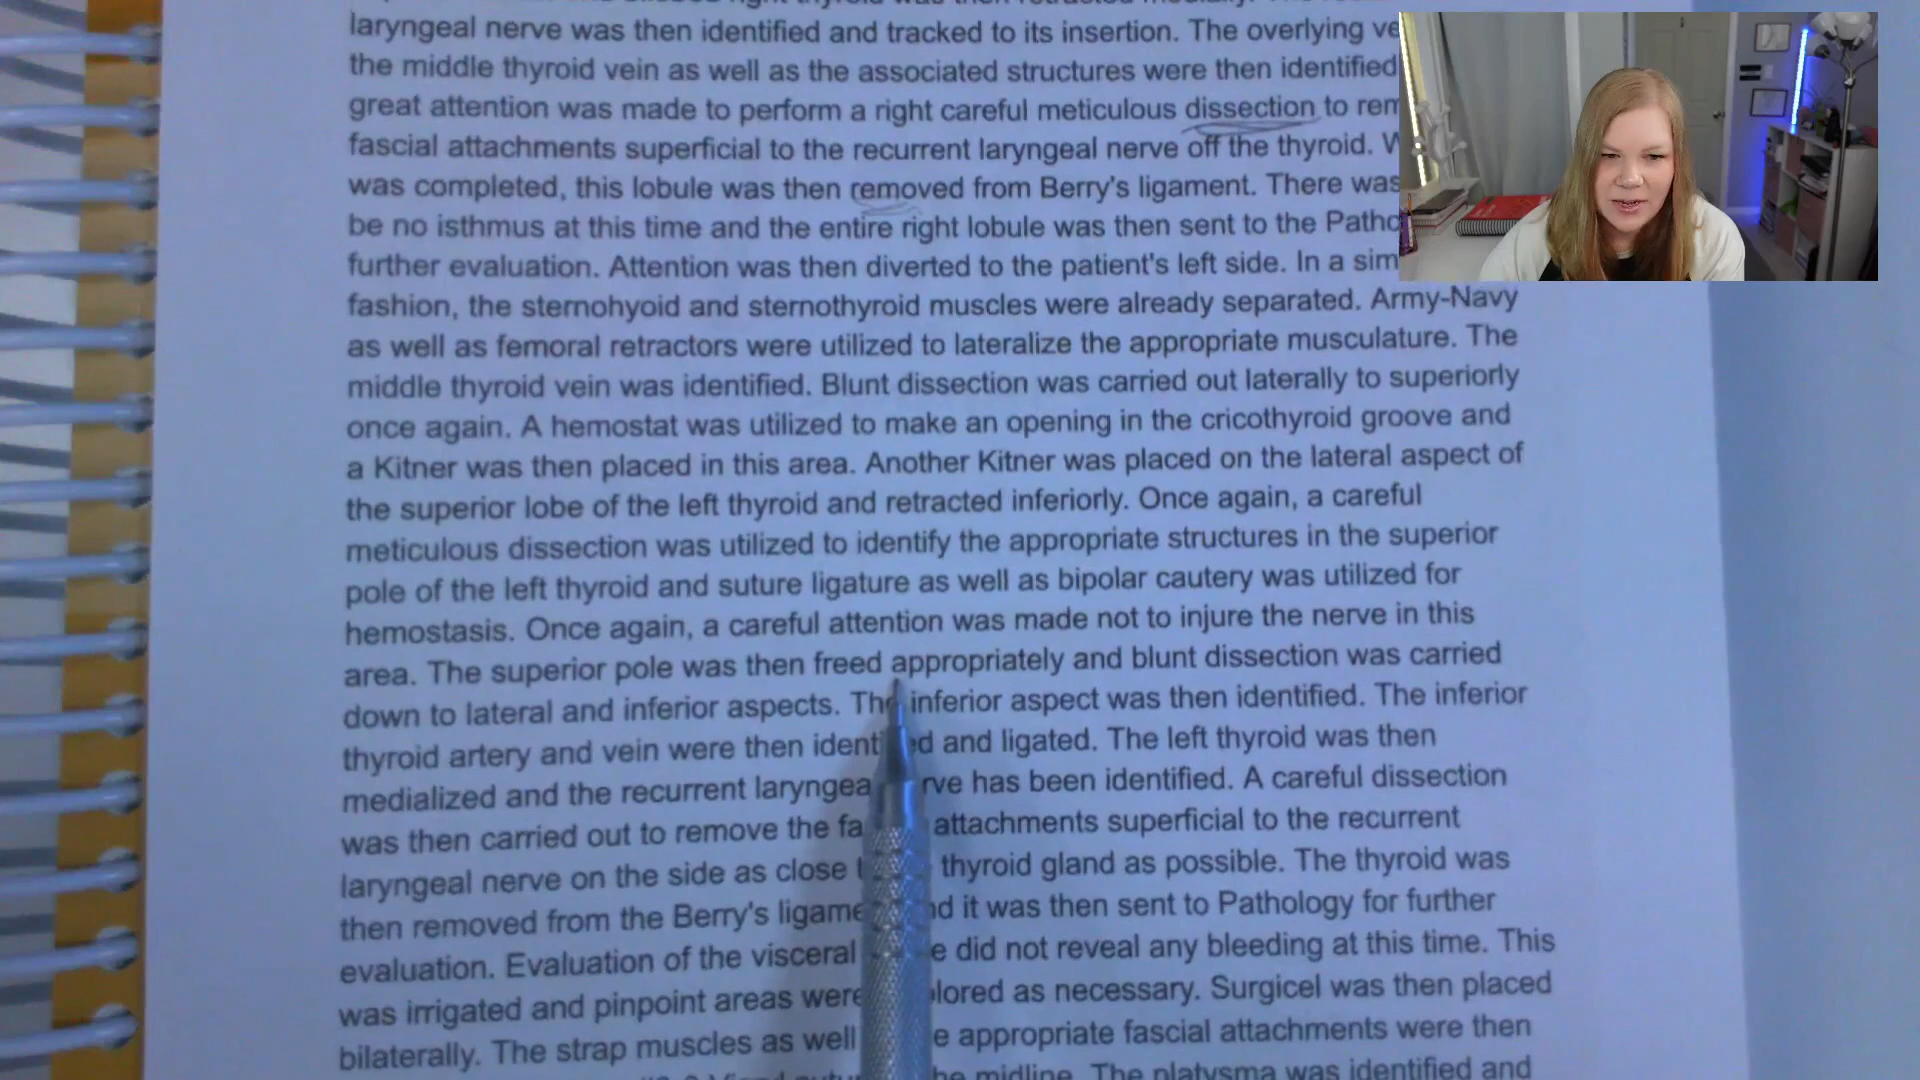 laryngeal nerve was then identified and tracked to its insertion. The overlying
the middle thyroid vein as well as the associated structures were then identified
great attention was made to perform a right careful meticulous dissection to
fascial attachments superficial to the recurrent laryngeal nerve off the thyroid.
was completed, this lobule was then removed from Berry's ligament. There was
be no isthmus at this time and the entire right lobule was then sent to the
further evaluation. Attention was then diverted to the patient's left side. In a
fashion, the sternohyoid and sternothyroid muscles were already separated. Army-Navy
as well as femoral retractors were utilized to lateralize the appropriate musculature. The
middle thyroid vein was identified. Blunt dissection was carried out laterally to superiorly
once again. A hemostat was utilized to make an opening in the cricothyroid groove and
a Kitner was then placed in this area. Another Kitner was placed on the lateral aspect of
the superior lobe of the left thyroid and retracted inferiorly. Once again, a careful
meticulous dissection was utilized to identify the appropriate structures in the superior
pole of the left thyroid and suture ligature as well as bipolar cautery was utilized for
hemostasis. Once again, a careful attention was made not to injure the nerve in this
area. The superior pole was then freed appropriately and blunt dissection was carried
down to lateral and inferior aspects. The inferior aspect was then identified. The inferior
thyroid artery and vein were then identified and ligated. The left thyroid was then
medialized and the recurrent laryngeal nerve has been identified. A careful dissection
was then carried out to remove the attachments superficial to the recurrent
laryngeal nerve on the side as close thyroid gland as possible. The thyroid was
then removed from the Berry's ligament and it was then sent to Pathology for further
evaluation. Evaluation of the visceral did not reveal any bleeding at this time. This
was irrigated and pinpoint areas were as necessary. Surgicel was then placed
bilaterally. The strap muscles as well appropriate fascial attachments were then
midline. The platysma was identified and